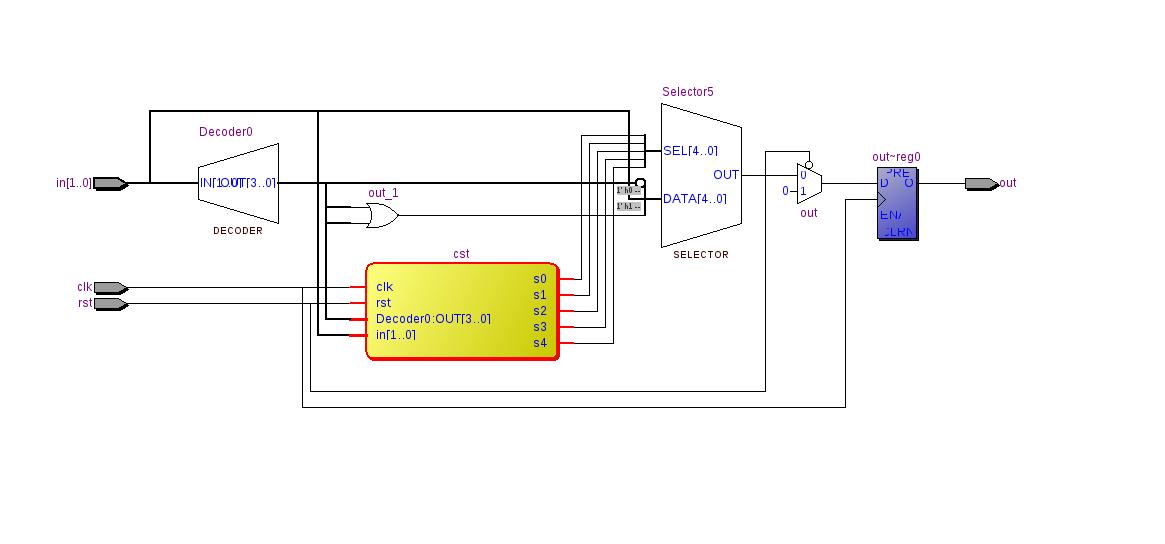 Selector5
Decoder0
in[1..0]
IN[1..0]
OUT[3..0]
DECODER
out_1
1' h0 --
1' h1 --
SEL[4..0]
OUT
DATA[4..0]
SELECTOR
0
0
1
out
out~reg0
PRE
D
Q
ENA
CLRN
out
cst
clk
rst
clk
rst
Decoder0:OUT[3..0]
in[1..0]
s0
s1
s2
s3
s4